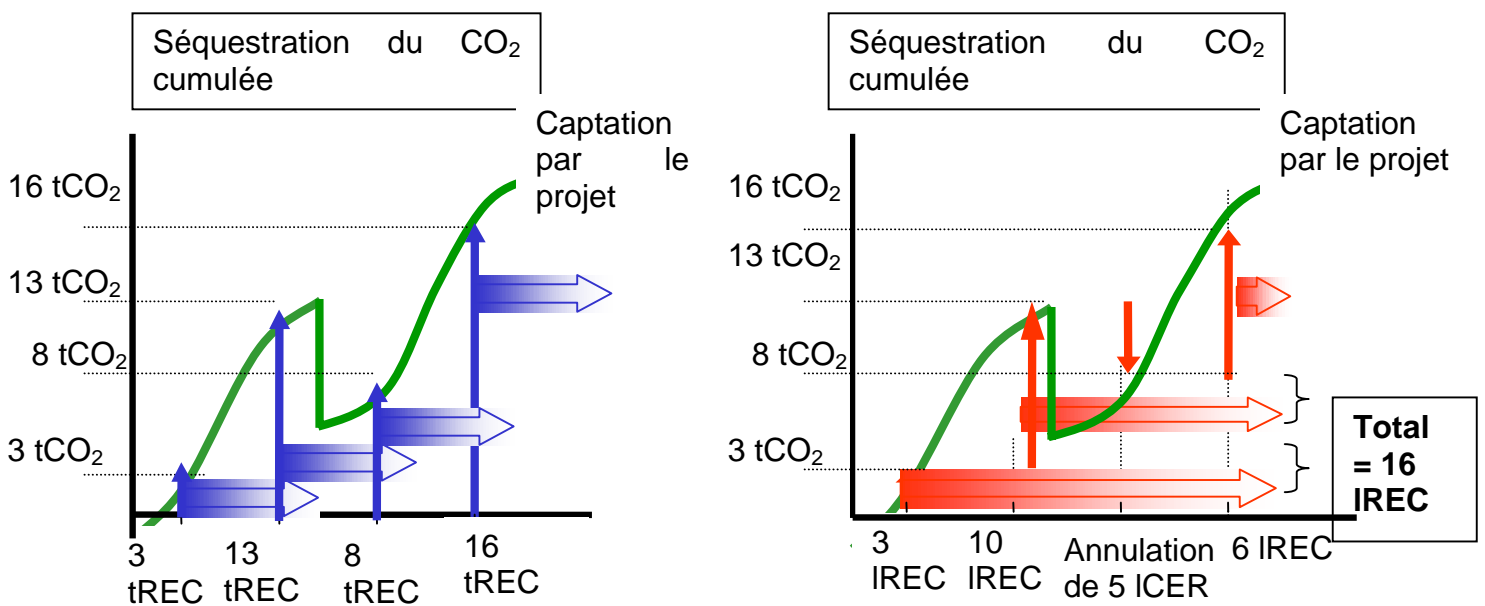 Séquestration du CO₂
cumulée
Captation
par le
projet
16 tCO₂
13 tCO₂
8 tCO₂
3 tCO₂
3
tREC
13
tREC
8
tREC
16
tREC
Séquestration du CO₂
cumulée
Captation
par le projet
16 tCO₂
13 tCO₂
8 tCO₂
3 tCO₂
Total
= 16
lREC
3
lREC
10
lREC
Annulation
de 5 lCER
6 lREC